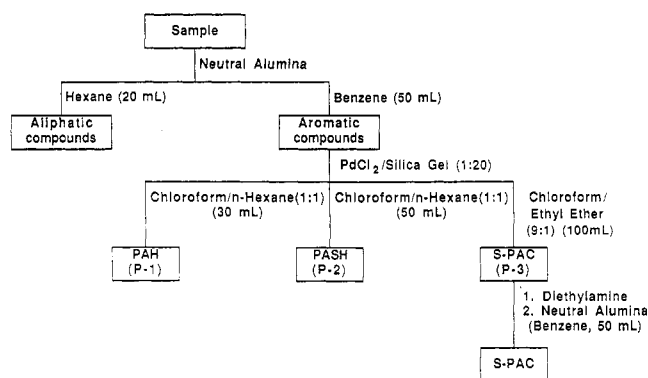 Sample
Neutral Alumina
Hexane (20 mL)
Benzene (50 mL)
Aliphatic
compounds
Aromatic
compounds
PdCl2/Silica Gel (1:20)
Chloroform/n-Hexane(1:1)
(30 mL)
Chloroform/n-Hexane(1:1)
(50 mL)
Chloroform/
Ethyl Ether
(9:1) (100mL)
PAH
(P-1)
PASH
(P-2)
S-PAC
(P-3)
1. Diethylamine
2. Neutral Alumina
(Benzene, 50 mL)
S-PAC